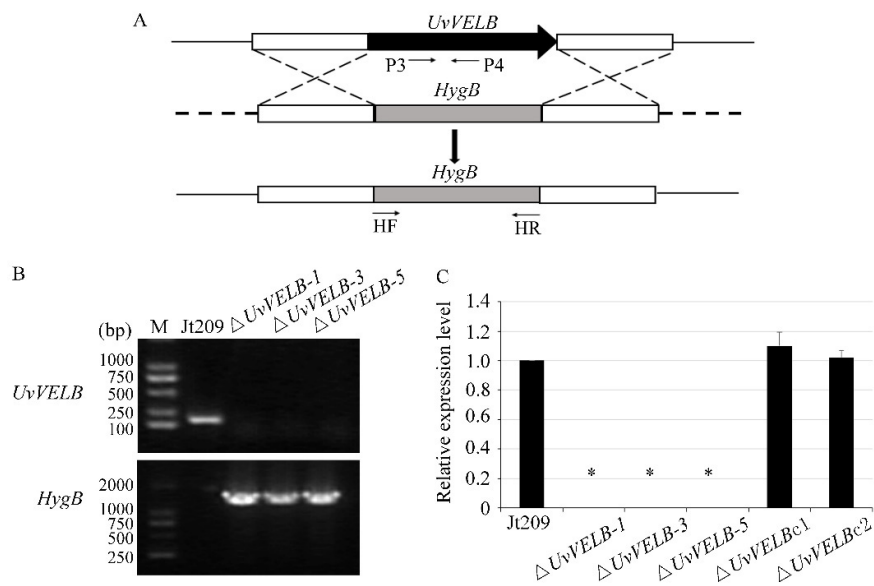 A
UvVELB
P3
P4
HygB
HygB
HF
HR
B
(bp) M Jt209 △UvVELB-1 △UvVELB-3 △UvVELB-5
UvVELB
1000
750
500
250
100
HygB
2000
1000
750
500
250
C
Relative expression level
1.4
1.2
1.0
0.8
0.6
0.4
0.2
0
* * *
Jt209 △UvVELB-1 △UvVELB-3 △UvVELB-5 △UvVELBc1 △UvVELBc2